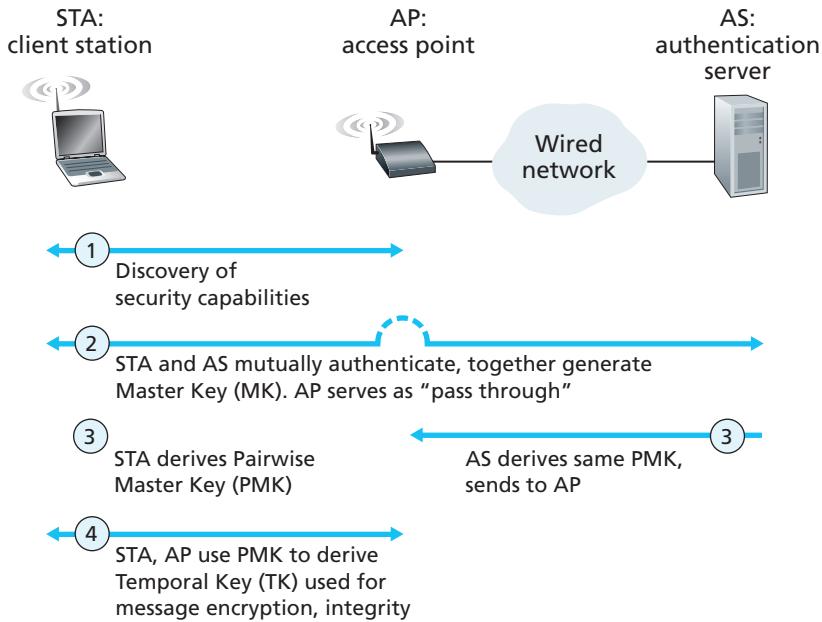 STA:
client station
AP:
access point
AS:
authentication
server
Wired
network
1
Discovery of
security capabilities
2
STA and AS mutually authenticate, together generate
Master Key (MK). AP serves as “pass through”
3
STA derives Pairwise
Master Key (PMK)
3
AS derives same PMK,
sends to AP
4
STA, AP use PMK to derive
Temporal Key (TK) used for
message encryption, integrity